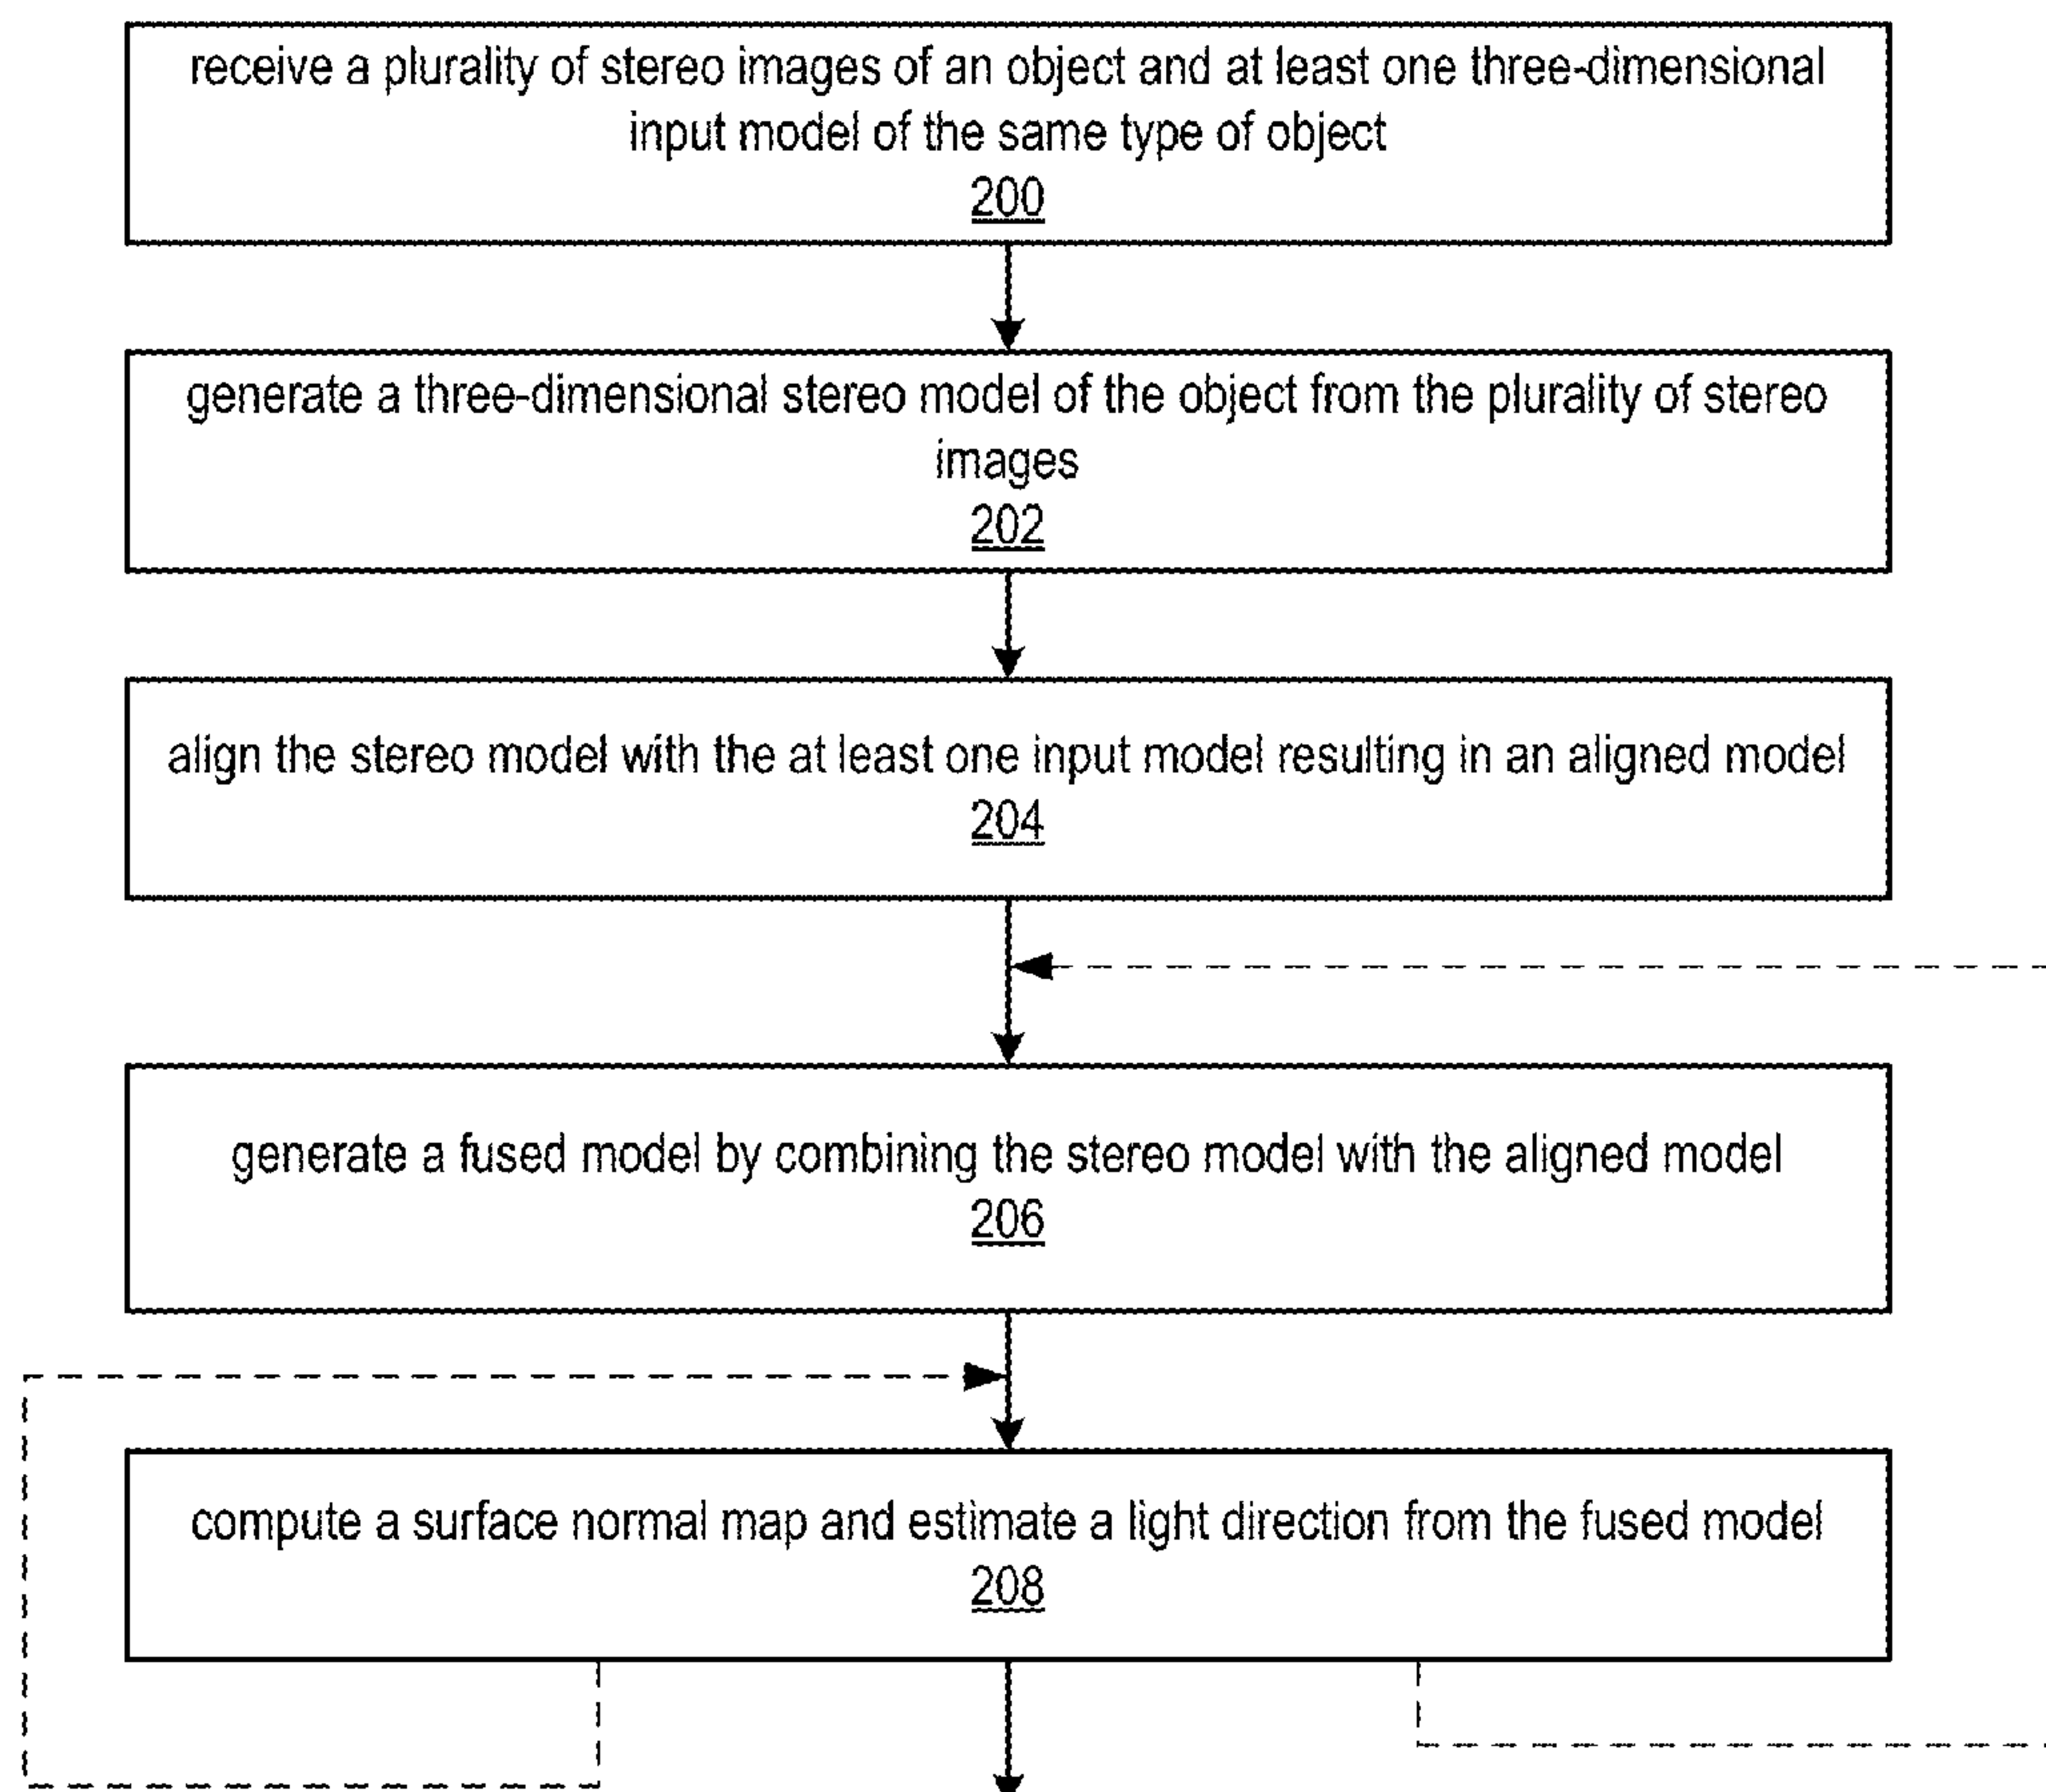 receive a plurality of stereo images of an object and at least one three-dimensional
input model of the same type of object
200
generate a three-dimensional stereo model of the object from the plurality of stereo
images
202
align the stereo model with the at least one input model resulting in an aligned model
204
generate a fused model by combining the stereo model with the aligned model
206
compute a surface normal map and estimate a light direction from the fused model
208